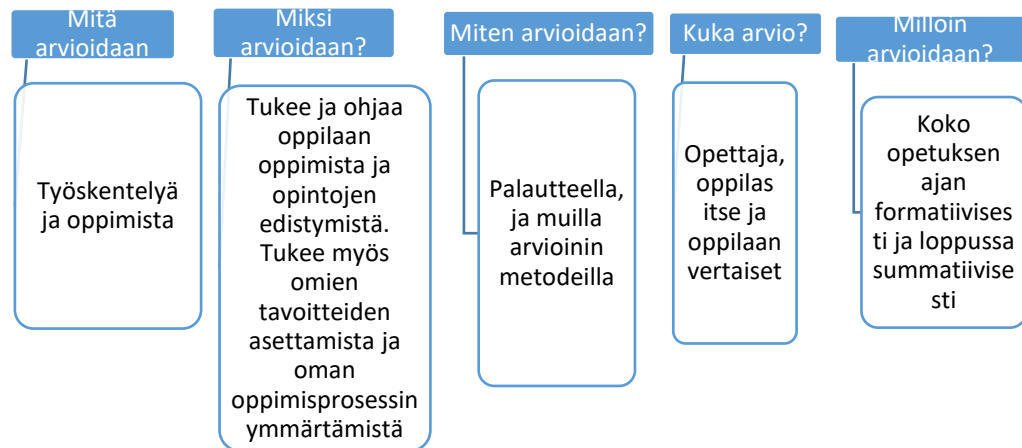 Mitä
arvioidaan
Työskentelyä
ja oppimista
Miksi
arvioidaan?
Tukee ja ohjaa
oppilaan
oppimista ja
opintojen
edistymistä.
Tukee myös
omien
tavoitteiden
asettamista ja
oman
oppimisprosessin
ymmärtämistä
Miten arvioidaan?
Palautteella,
ja muilla
arvioinin
metodeilla
Kuka arvio?
Opettaja,
oppilas
itse ja
oppilaan
vertaiset
Milloin
arvioidaan?
Koko
opetuksen
ajan
formatiivises
ti ja loppussa
summatiivise
sti